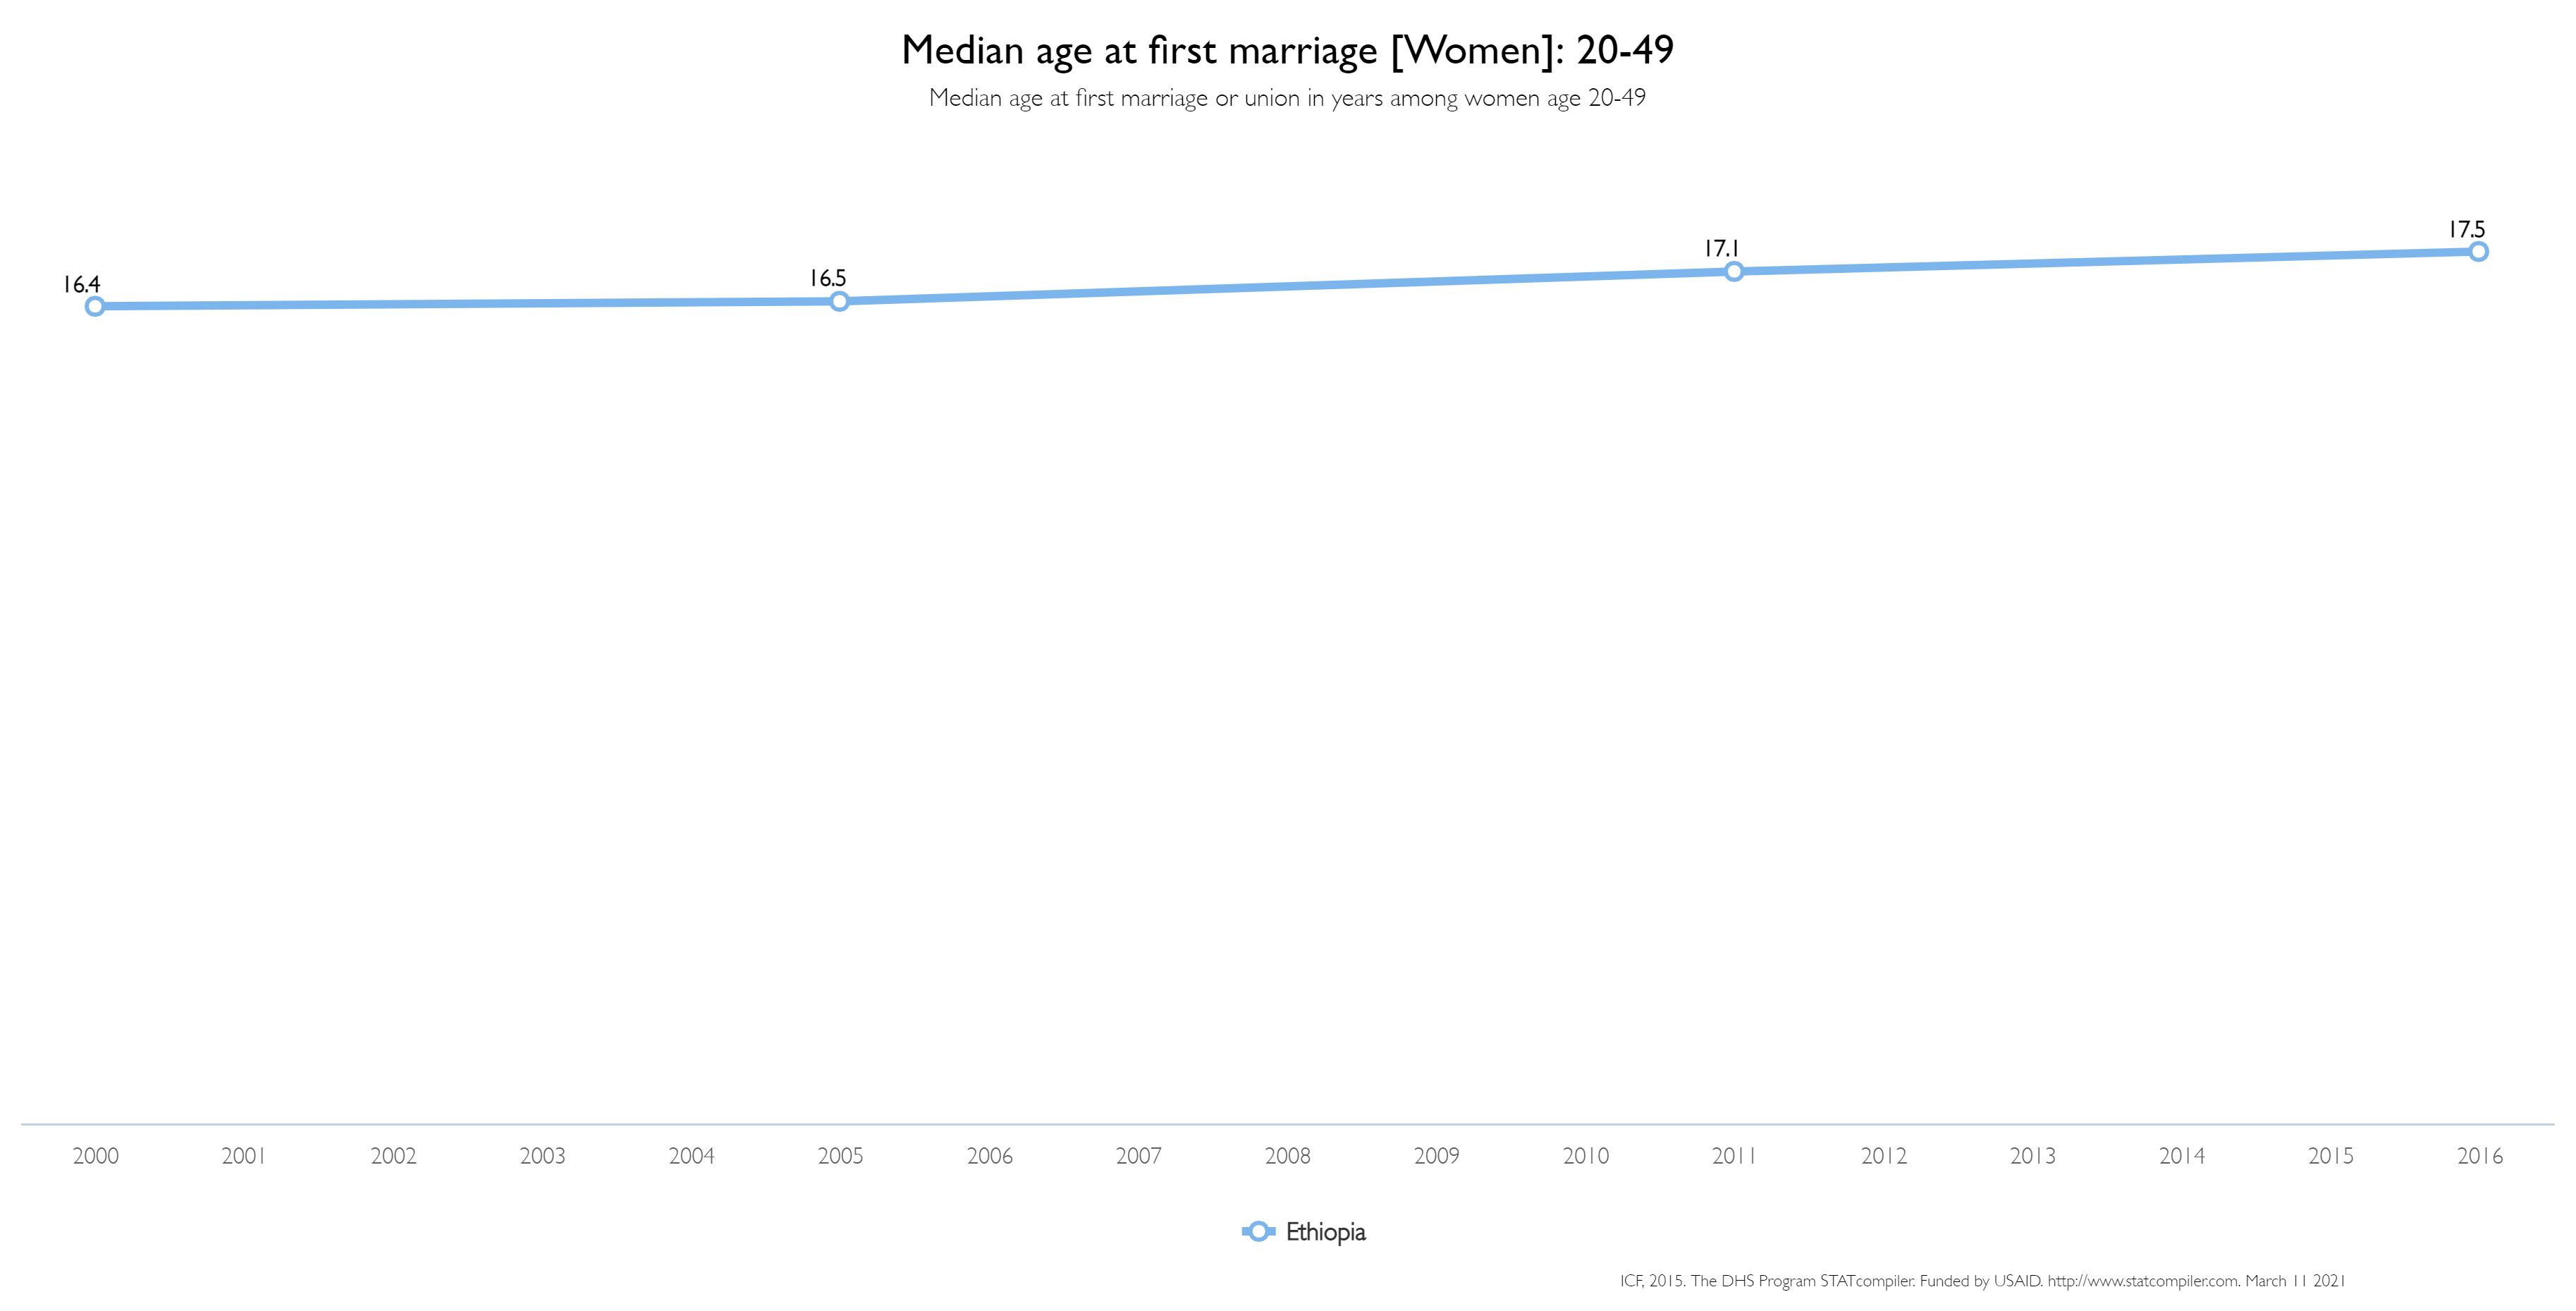 Median age at first marriage [Women]: 20-49
Median age at first marriage or union in years among women age 20-49
16.4
16.5
17.1
17.5
2000 2001 2002 2003 2004 2005 2006 2007 2008 2009 2010 2011 2012 2013 2014 2015 2016
Ethiopia
ICF, 2015. The DHS Program STATcompiler. Funded by USAID. http://www.statcompiler.com. March 11 2021